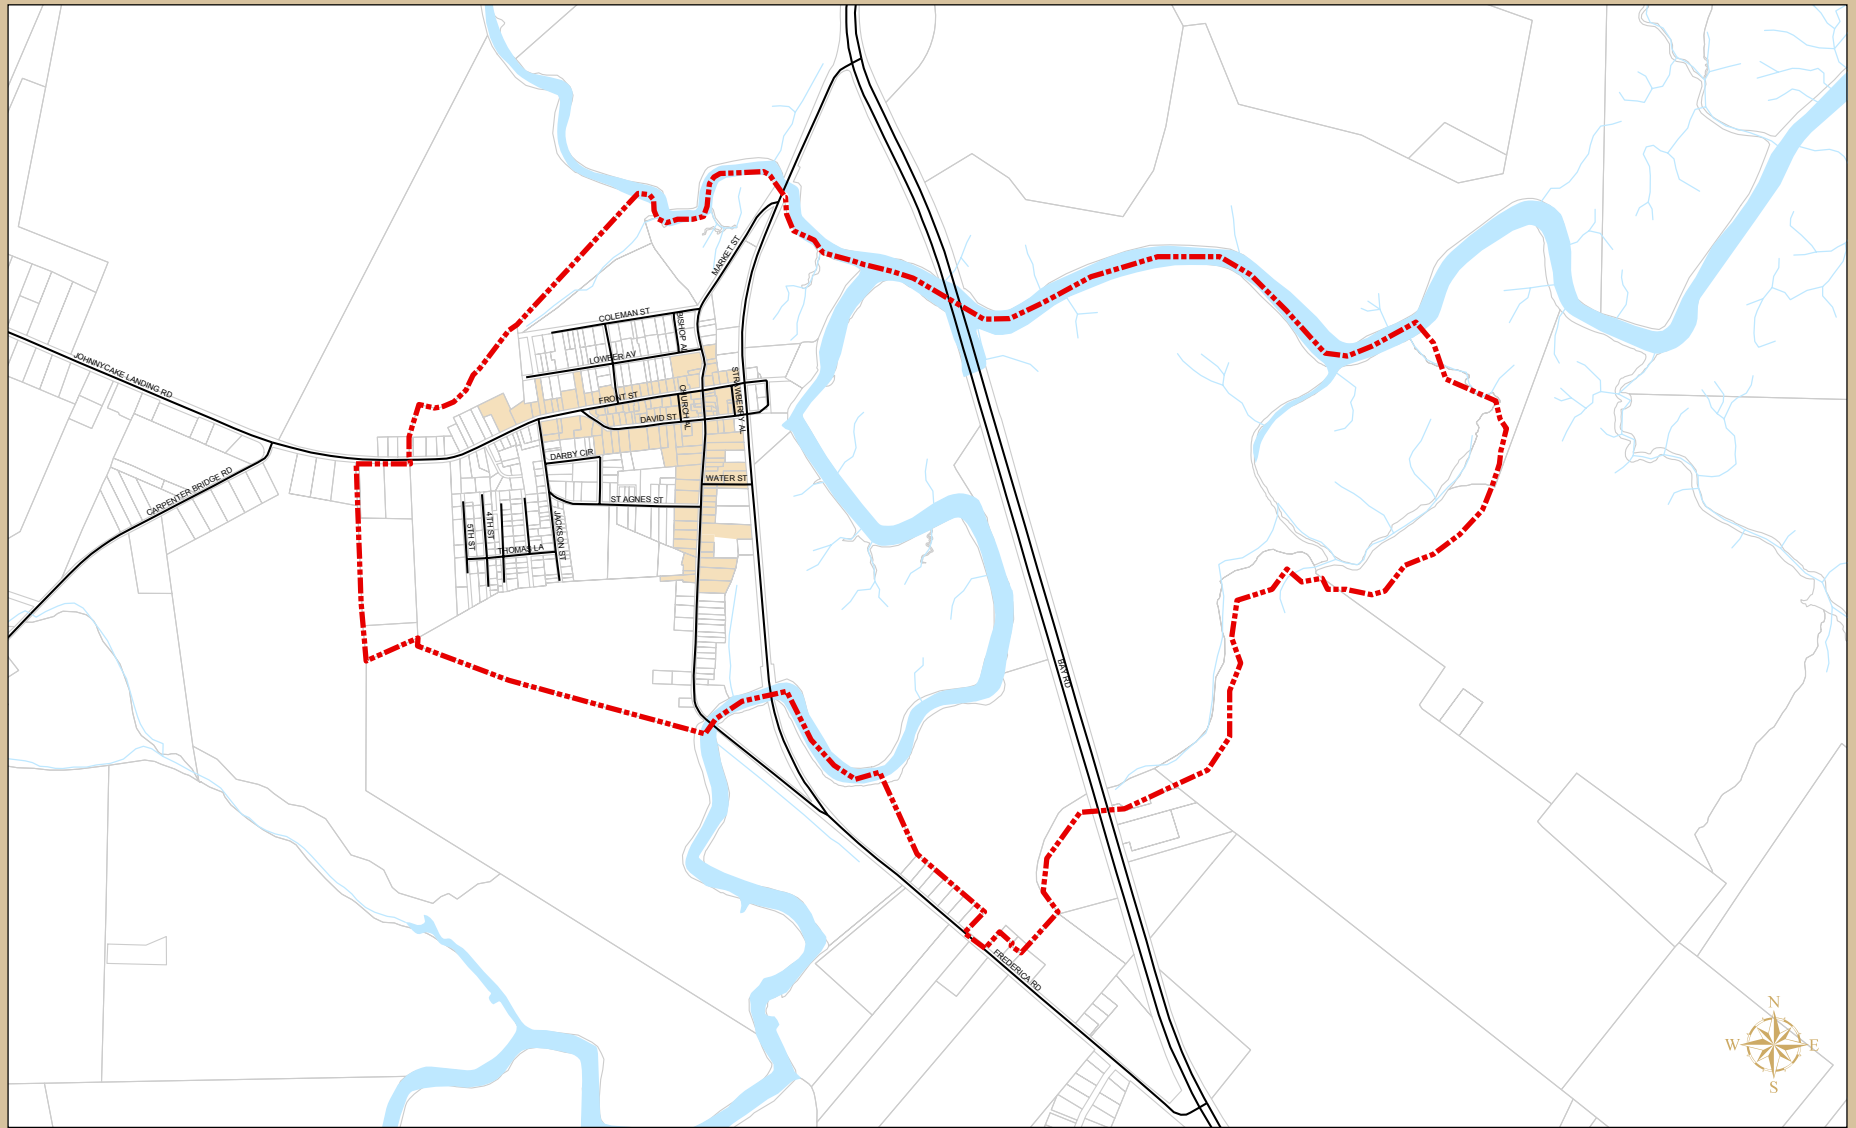 MARKET ST
COLEMAN ST
BISHOP AL
LOWBER AV
JOHNNYCAKE LANDING RD
STRAWBERRY AL
CHURCH AL
FRONT ST
DAVID ST
DARBY CIR
CARPENTER BRIDGE RD
WATER ST
ST AGNES ST
5TH ST
4TH ST
JACKSON ST
THOMAS LA
BAY RD
FREDERICA RD
N
W
E
S